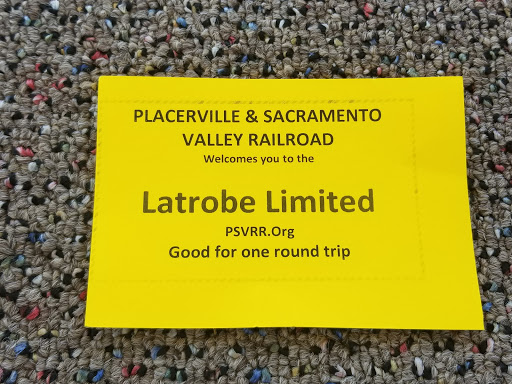 PLACERVILLE & SACRAMENTO
VALLEY RAILROAD
Welcomes you to the
Latrobe Limited
PSVRR.Org
Good for one round trip